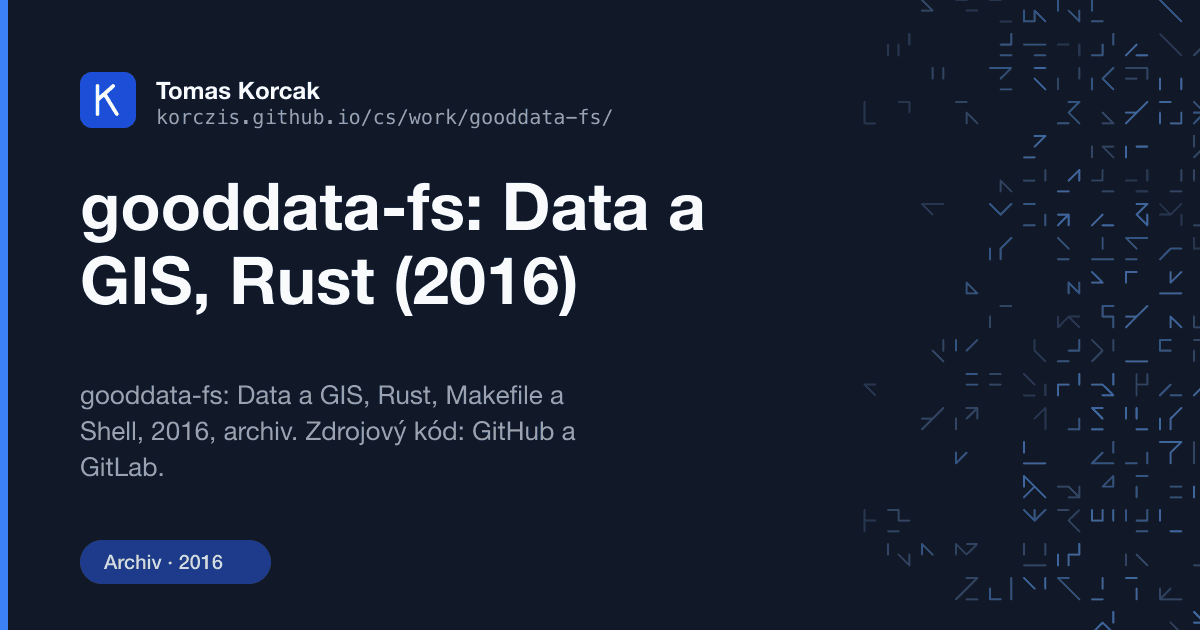 K
Tomas Korcak
korczis.github.io/cs/work/gooddata-fs/
gooddata-fs: Data a
GIS, Rust (2016)
gooddata-fs: Data a GIS, Rust, Makefile a
Shell, 2016, archiv. Zdrojový kód: GitHub a
GitLab.
Archiv · 2016